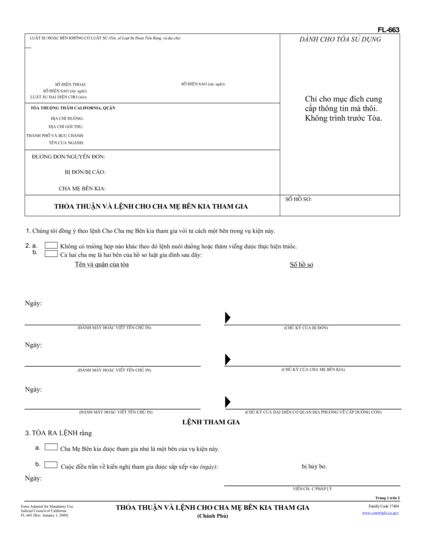 FL-663
LUẬT SƯ HOẶC BÊN KHÔNG CÓ LUẬT SƯ (Tên, số Luật Sư Đoàn Tiểu Bang, và địa chỉ):
DÀNH CHO TÒA SỬ DỤNG
SỐ ĐIỆN THOẠI:
SỐ ĐIỆN SAO (tùy nghi):
SỐ ĐIỆN SAO (tùy nghi):
LUẬT SƯ ĐẠI DIỆN CHO (tên):
Chỉ cho mục đích cung
cấp thông tin mà thôi.
Không trình trước Tòa.
TÒA THƯỢNG THẨM CALIFORNIA, QUẬN
ĐỊA CHỈ ĐƯỜNG:
ĐỊA CHỈ GỞI THƯ:
THÀNH PHỐ VÀ BƯU CHÁNH:
TÊN CỦA NGÀNH:
ĐƯƠNG ĐƠN/NGUYÊN ĐƠN:
BỊ ĐƠN/BỊ CÁO:
CHA MẸ BÊN KIA:
THỎA THUẬN VÀ LỆNH CHO CHA MẸ BÊN KIA THAM GIA
SỐ HỒ SƠ:
1. Chúng tôi đồng ý theo lệnh Cho Cha mẹ Bên kia tham gia với tư cách một bên trong vụ kiện này.
2. a. Không có trường hợp nào khác theo đó lệnh nuôi dưỡng hoặc thăm viếng được thực hiện trước.
b. Cả hai cha mẹ là hai bên của hồ sơ luật gia đình sau đây:
Tên và quận của tòa
Số hồ sơ
Ngày:
(ĐÁNH MÁY HOẶC VIẾT TÊN CHỮ IN)
(CHỮ KÝ CỦA BỊ ĐƠN)
Ngày:
(ĐÁNH MÁY HOẶC VIẾT TÊN CHỮ IN)
(CHỮ KÝ CỦA CHA MẸ BÊN KIA)
Ngày:
(ĐÁNH MÁY HOẶC VIẾT TÊN CHỮ IN)
(CHỮ KÝ CỦA ĐẠI DIỆN CƠ QUAN ĐỊA PHƯƠNG VỀ CẤP DƯỠNG CON)
LỆNH THAM GIA
3. TÒA RA LỆNH rằng
a. Cha Mẹ Bên kia được tham gia như là một bên của vụ kiện này.
b. Cuộc điều trần về kiến nghị tham gia được sắp xếp vào (ngày):
bị hủy bỏ.
Ngày:
VIÊN CHỨC PHÁP LÝ
Trang 1 trên 2
Form Adopted for Mandatory Use
Judicial Council of California
FL-663 [Rev. January 1, 2009]
THỎA THUẬN VÀ LỆNH CHO CHA MẸ BÊN KIA THAM GIA
(Chánh Phủ)
Family Code 17404
www.courtinfo.ca.gov